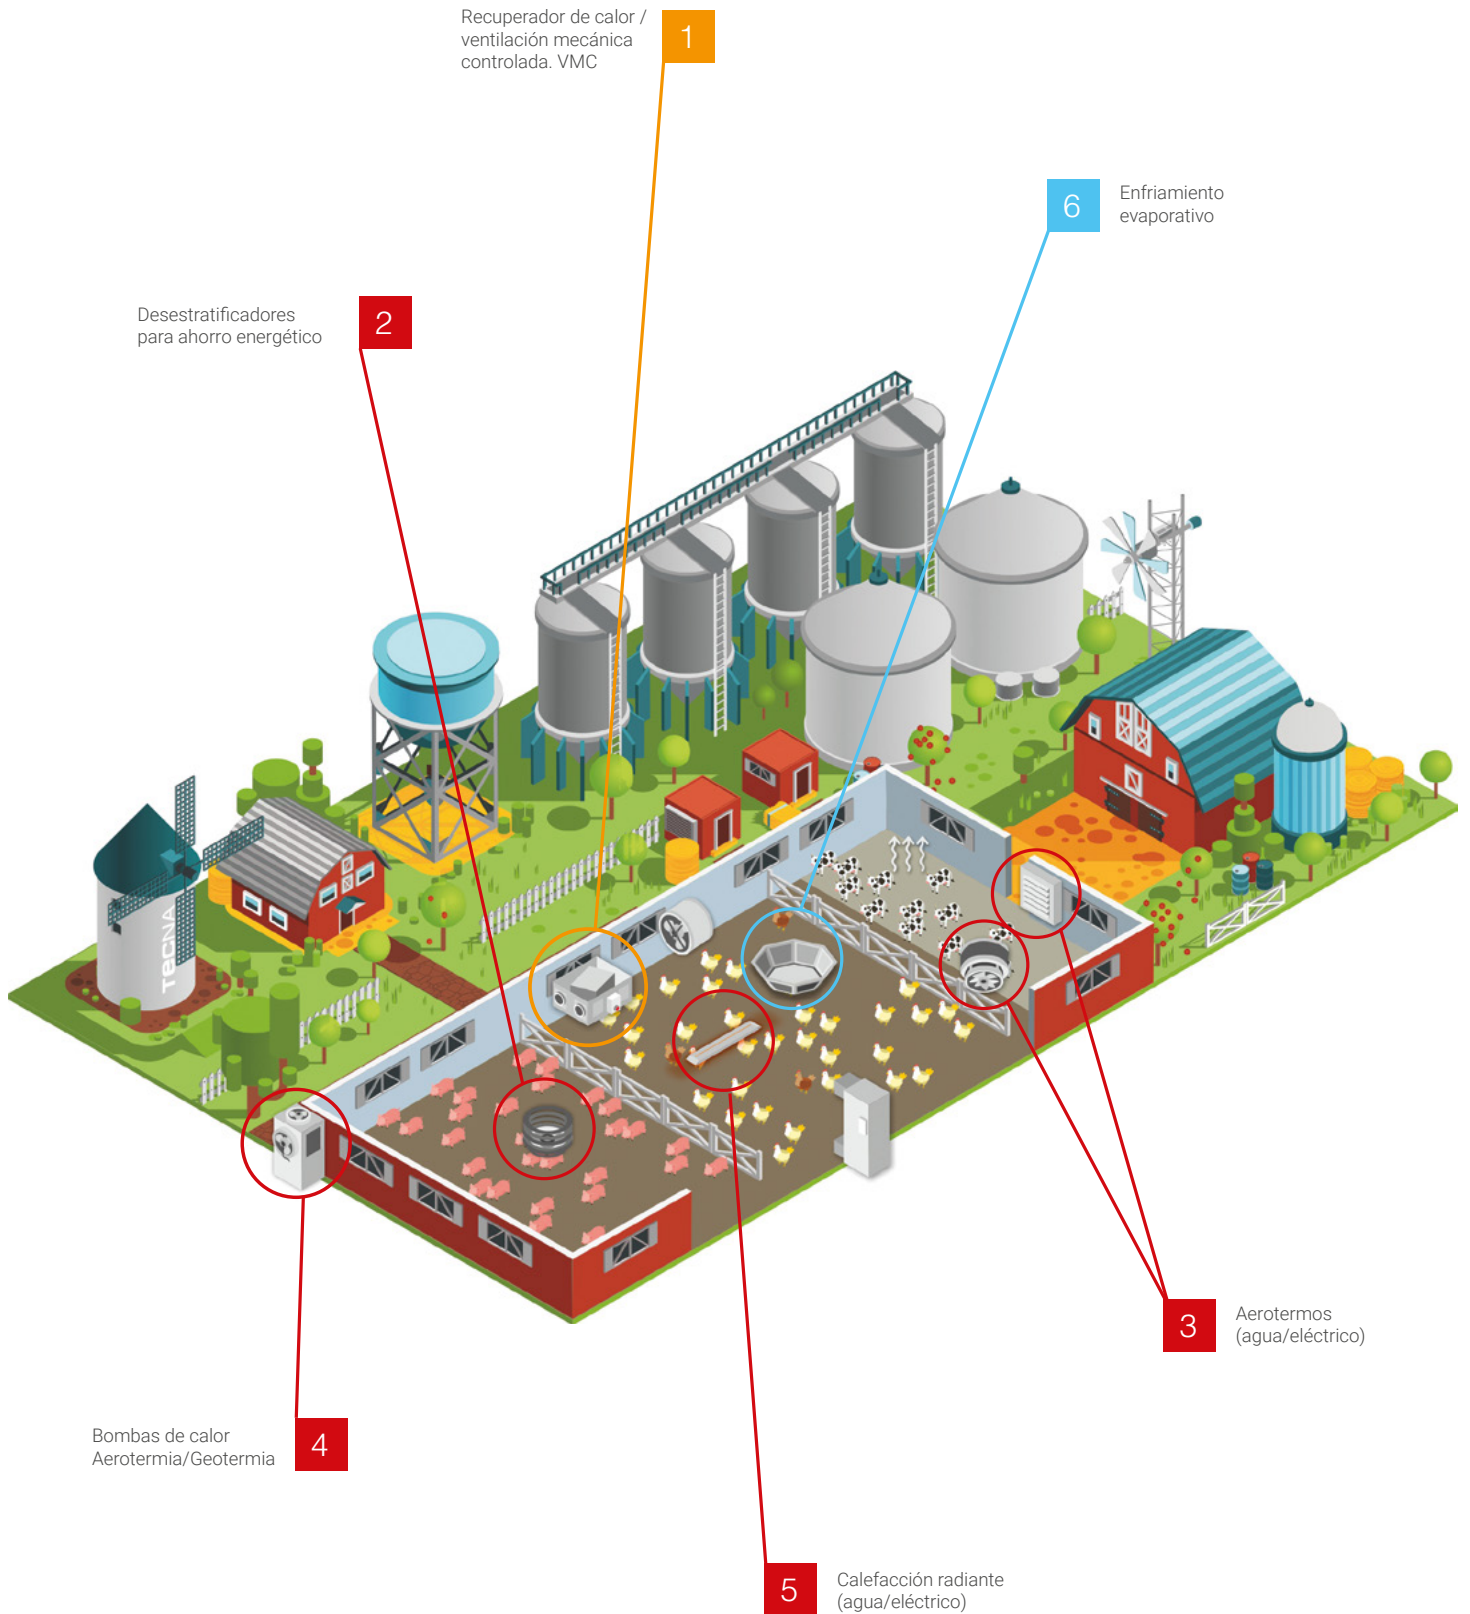 Recuperador de calor /
ventilación mecánica
controlada. VMC
1
6
Enfriamiento
evaporativo
Desestratificadores
para ahorro energético
2
TECNA
3
Aerotermos
(agua/eléctrico)
Bombas de calor
Aerotermia/Geotermia
4
5
Calefacción radiante
(agua/eléctrico)